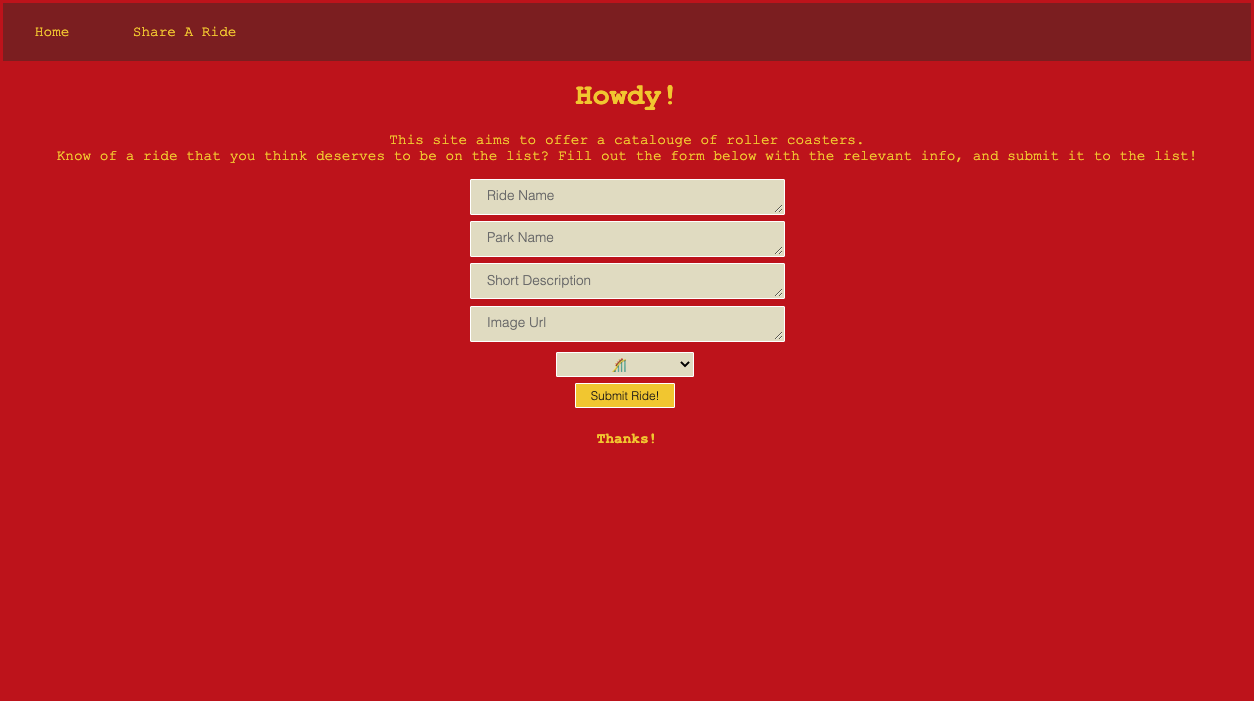 Home
Share A Ride
Howdy!
This site aims to offer a catalouge of roller coasters.
Know of a ride that you think deserves to be on the list? Fill out the form below with the relevant info, and submit it to the list!
Ride Name
Park Name
Short Description
Image Url
🎢
Submit Ride!
Thanks!